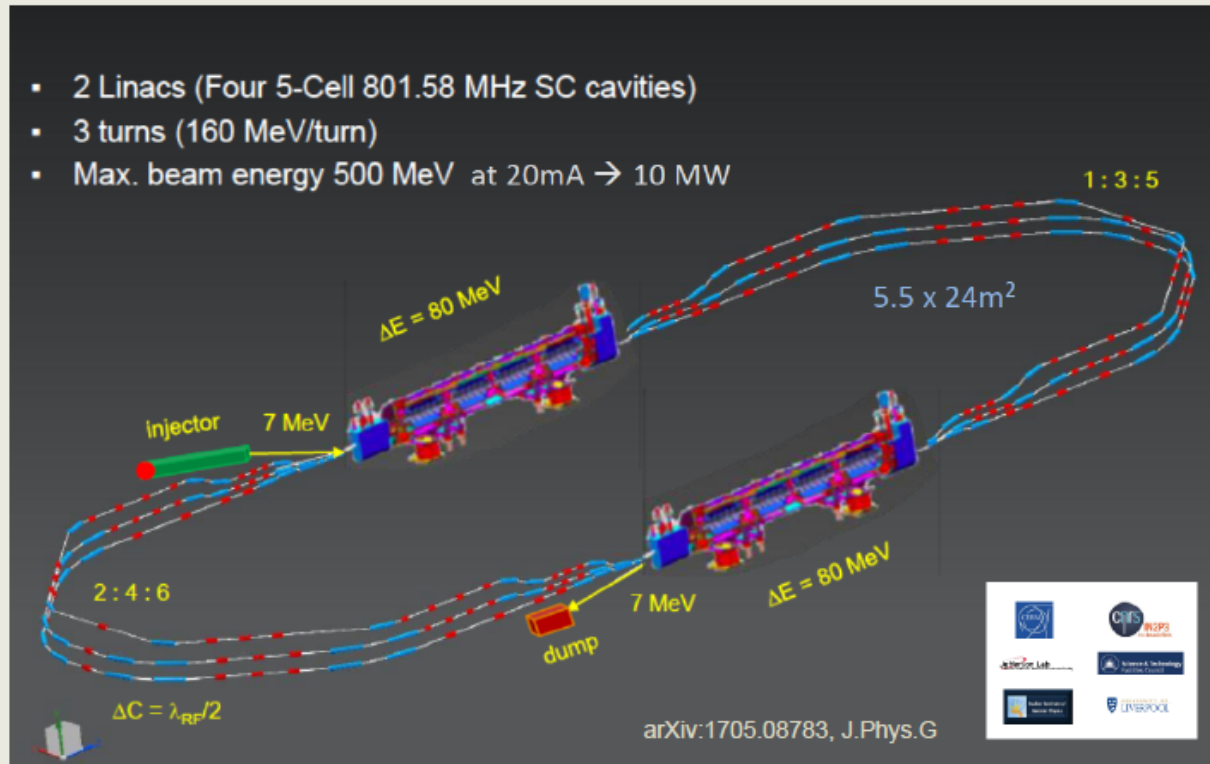 ▪ 2 Linacs (Four 5-Cell 801.58 MHz SC cavities)
▪ 3 turns (160 MeV/turn)
▪ Max. beam energy 500 MeV at 20mA → 10 MW
1 : 3 : 5
5.5 x 24m²
ΔE = 80 MeV
injector
7 MeV
2 : 4 : 6
7 MeV
ΔE = 80 MeV
dump
ΔC = λRF/2
arXiv:1705.08783, J.Phys.G
cnrs
IN2P3
Jefferson Lab
Science & Technology
Facilities Council
LIVERPOOL